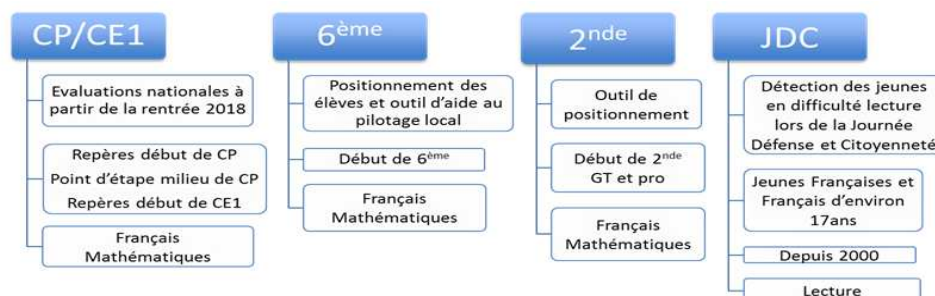 CP/CE1
Evaluations nationales à
partir de la rentrée 2018
Repères début de CP
Point d'étape milieu de CP
Repères début de CE1
Français
Mathématiques
6ème
Positionnement des
élèves et outil d'aide au
pilotage local
Début de 6ème
Français
Mathématiques
2nde
Outil de
positionnement
Début de 2nde
GT et pro
Français
Mathématiques
JDC
Détection des jeunes
en difficulté lecture
lors de la Journée
Défense et Citoyenneté
Jeunes Françaises et
Français d'environ
17ans
Depuis 2000
Lecture